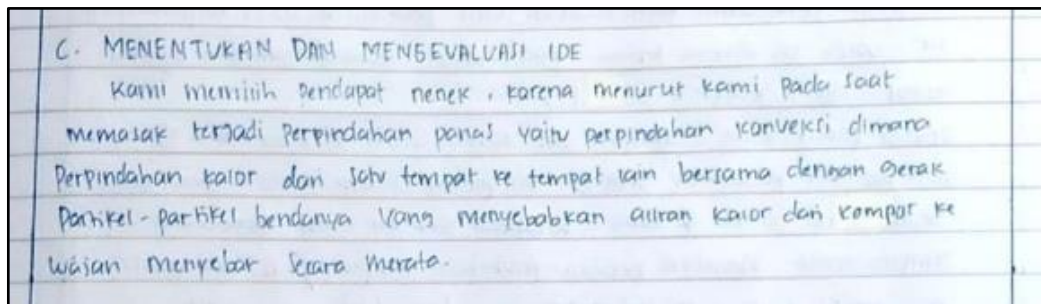 C. MENENTUKAN DAN MENGEVALUASI IDE
Kami memilih pendapat nenek, karena menurut kami pada saat
memasak terjadi perpindahan panas yaitu perpindahan konveksi dimana
perpindahan kalor dari satu tempat ke tempat lain bersama dengan gerak
partikel-partikel bendanya yang menyebabkan aliran kalor dari kompor ke
wajan menyebar secara merata.